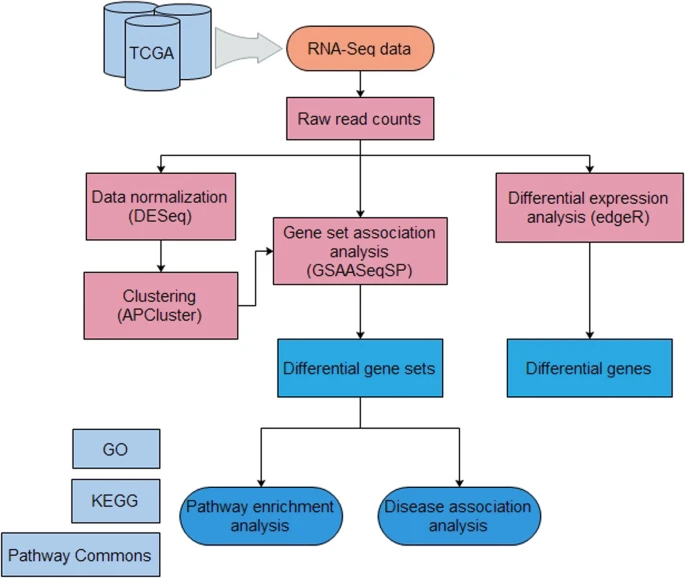 TCGA
RNA-Seq data
Raw read counts
Data normalization
(DESeq)
Differential expression
analysis (edgeR)
Gene set association
analysis
(GSAASeqSP)
Clustering
(APCluster)
Differential gene sets
Differential genes
GO
KEGG
Pathway Commons
Pathway enrichment
analysis
Disease association
analysis